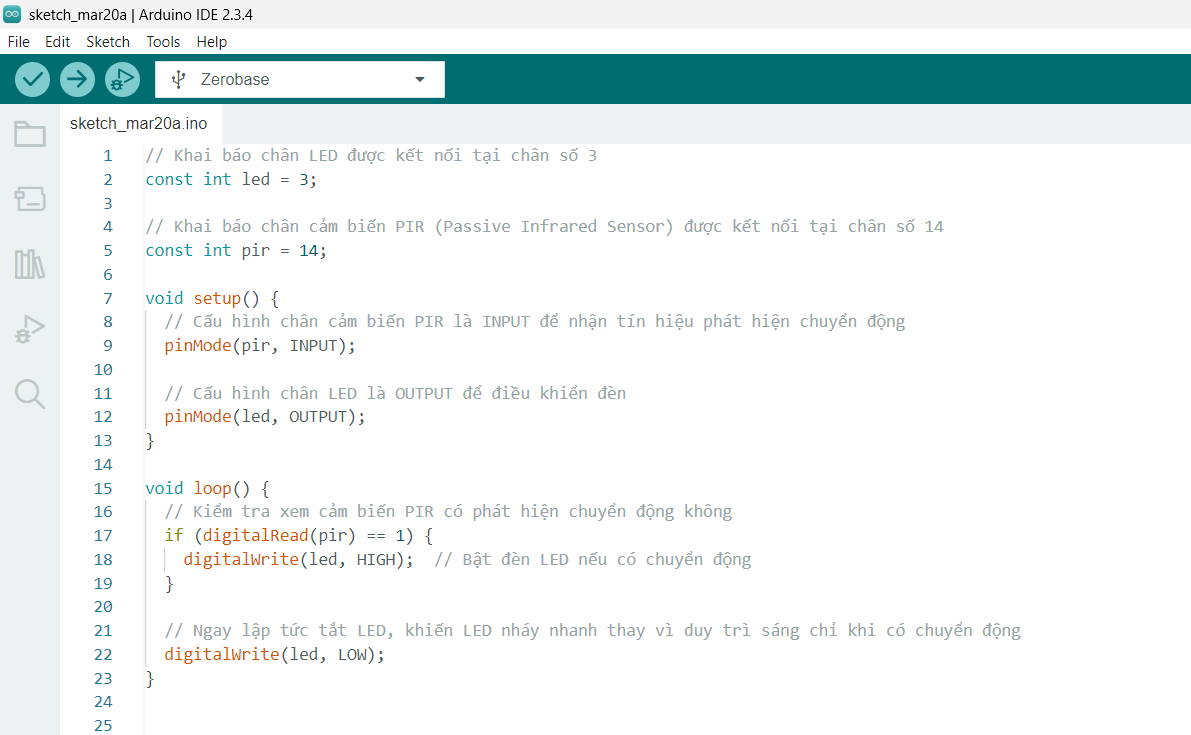 sketch_mar20a | Arduino IDE 2.3.4
File Edit Sketch Tools Help
Zerobase
sketch_mar20a.ino
1 // Khai báo chân LED được kết nối tại chân số 3
2 const int led = 3;
3
4 // Khai báo chân cảm biến PIR (Passive Infrared Sensor) được kết nối tại chân số 14
5 const int pir = 14;
6
7 void setup() {
8 // Cấu hình chân cảm biến PIR là INPUT để nhận tín hiệu phát hiện chuyển động
9 pinMode(pir, INPUT);
10
11 // Cấu hình chân LED là OUTPUT để điều khiển đèn
12 pinMode(led, OUTPUT);
13 }
14
15 void loop() {
16 // Kiểm tra xem cảm biến PIR có phát hiện chuyển động không
17 if (digitalRead(pir) == 1) {
18 digitalWrite(led, HIGH); // Bật đèn LED nếu có chuyển động
19 }
20
21 // Ngay lập tức tắt LED, khiến LED nháy nhanh thay vì duy trì sáng chỉ khi có chuyển động
22 digitalWrite(led, LOW);
23 }
24
25